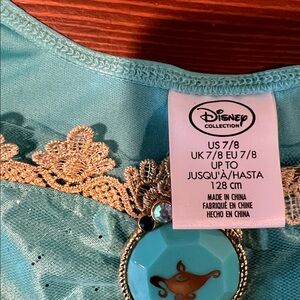 Disney
COLLECTION
US 7/8
UK 7/8 EU 7/8
UP TO
JUSQU'À/HASTA
128 cm
MADE IN CHINA
FABRIQUÉ EN CHINE
HECHO EN CHINA